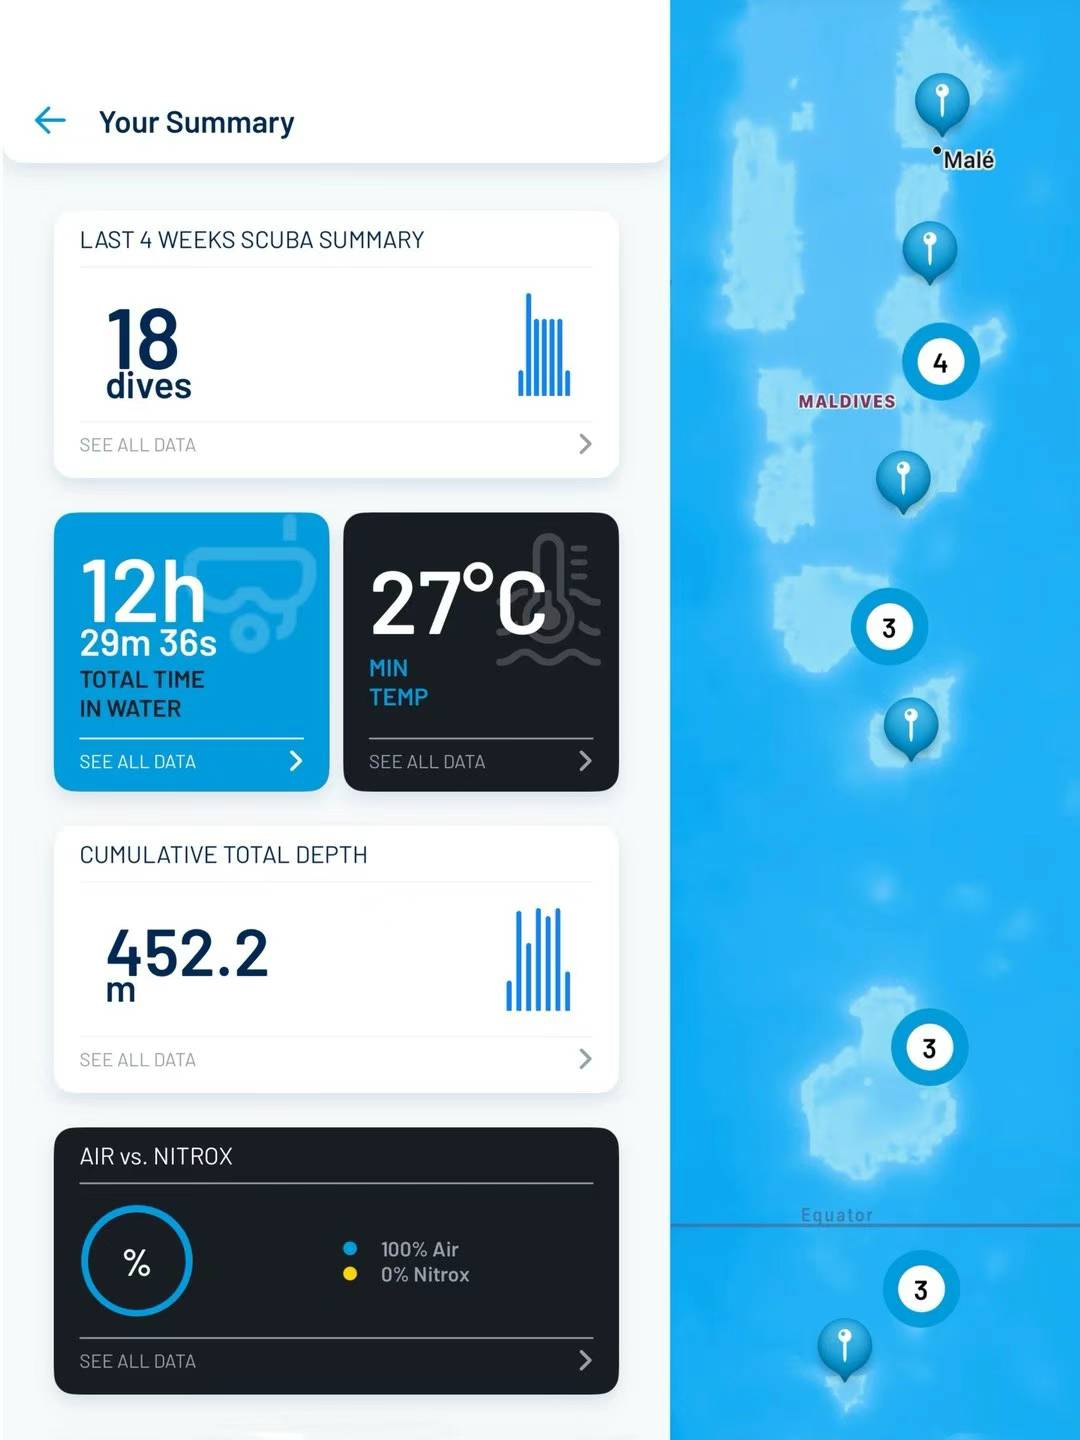 Your Summary
LAST 4 WEEKS SCUBA SUMMARY
18
dives
SEE ALL DATA
12h
29m 36s
TOTAL TIME
IN WATER
SEE ALL DATA
27°C
MIN
TEMP
SEE ALL DATA
CUMULATIVE TOTAL DEPTH
452.2
m
SEE ALL DATA
AIR vs. NITROX
%
100% Air
0% Nitrox
SEE ALL DATA
Malé
4
MALDIVES
3
3
Equator
3